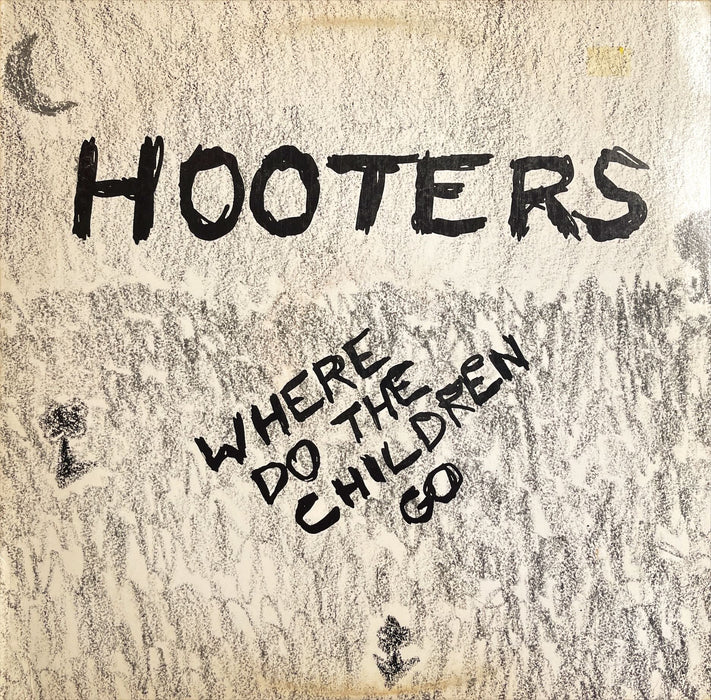 HOOTERS
WHERE
DO THE
CHILDREN
GO